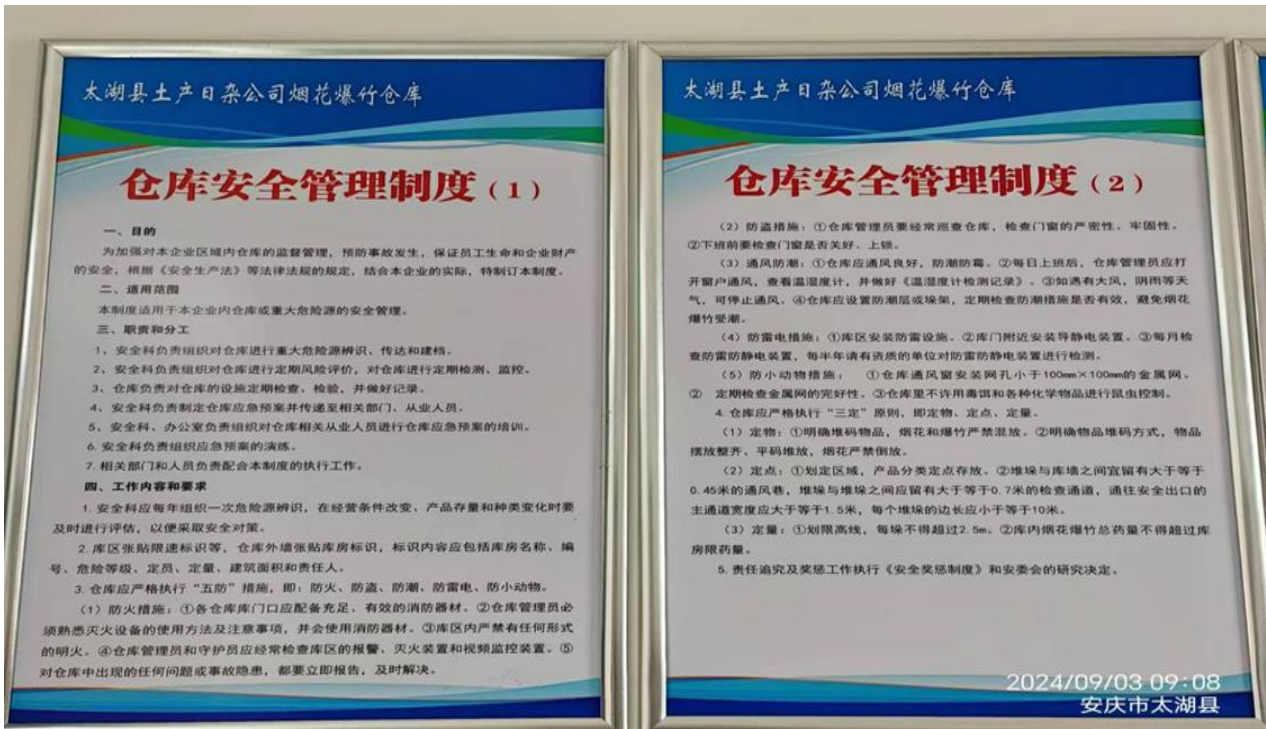 太湖县土产日杂公司烟花爆竹仓库
仓库安全管理制度(1)
一、目的
为加强对本企业区域内仓库的监督管理，预防事故发生，保证员工生命和企业财产
的安全，根据《安全生产法》等法律法规的规定，结合本企业的实际，特制订本制度。
二、适用范围
本制度适用于本企业内仓库或重大危险源的安全管理。
三、职责和分工
1、安全科负责组织对仓库进行重大危险源辨识、传达和建档。
2、安全科负责组织对仓库进行定期风险评价，对仓库进行定期检测、监控。
3、仓库负责对仓库的设施定期检查、检验，并做好记录。
4、安全科负责制定仓库应急预案并传递至相关部门、从业人员。
5、安全科、办公室负责组织对仓库相关从业人员进行仓库应急预案的培训。
6.安全科负责组织应急预案的演练。
7.相关部门和人员负责配合本制度的执行工作。
四、工作内容和要求
1.安全科应每年组织一次危险源辨识，在经营条件改变、产品存量和种类变化时要
及时进行评估，以便采取安全对策。
2.库区张贴限速标识等，仓库外墙张贴库房标识，标识内容应包括库房名称、编
号、危险等级、定员、定量、建筑面积和责任人。
3.仓库应严格执行“五防”措施，即：防火、防盗、防潮、防雷电、防小动物。
（1）防火措施：①各仓库库门口应配备充足、有效的消防器材。②仓库管理员必
须熟悉灭火设备的使用方法及注意事项，并会使用消防器材。③库区内严禁有任何形式
的明火。④仓库管理员和守护员应经常检查库区的报警、灭火装置和视频监控装置。⑤
对仓库中出现的任何问题或事故隐患，都要立即报告，及时解决。
太湖县土产日杂公司烟花爆竹仓库
仓库安全管理制度(2)
（2）防盗措施：①仓库管理员要经常巡查仓库，检查门窗的严密性、牢固性。
②下班前要检查门窗是否关好、上锁。
（3）通风防潮：①仓库应通风良好，防潮防霉。②每日上班后，仓库管理员应打
开窗户通风，查看温湿度计，并做好《温湿度计检测记录》。③如遇有大风，阴雨等天
气，可停止通风。④仓库应设置防潮层或垛架，定期检查防潮措施是否有效，避免烟花
爆竹受潮。
（4）防雷电措施：①库区安装防雷设施。②库门附近安装导静电装置。③每月检
查防雷防静电装置，每半年请有资质的单位对防雷防静电装置进行检测。
（5）防小动物措施： ①仓库通风窗安装网孔小于100mm×100mm的金属网。
② 定期检查金属网的完好性。③仓库里不许用毒饵和各种化学物品进行鼠虫控制。
4.仓库应严格执行“三定”原则，即定物、定点、定量。
（1）定物：①明确堆码物品，烟花和爆竹严禁混放。②明确物品堆码方式，物品
摆放整齐、平码堆放，烟花严禁倒放。
（2）定点：①划定区域，产品分类定点存放。②堆垛与库墙之间宜留有大于等于
0.45米的通风巷，堆垛与堆垛之间应留有大于等于0.7米的检查通道，通往安全出口的
主通道宽度应大于等于1.5米，每个堆垛的边长应小于等于10米。
（3）定量：①划限高线，每垛不得超过2.5m。②库内烟花爆竹总药量不得超过库
房限药量。
5.责任追究及奖惩工作执行《安全奖惩制度》和安委会的研究决定。
2024/09/03 09:08
安庆市太湖县